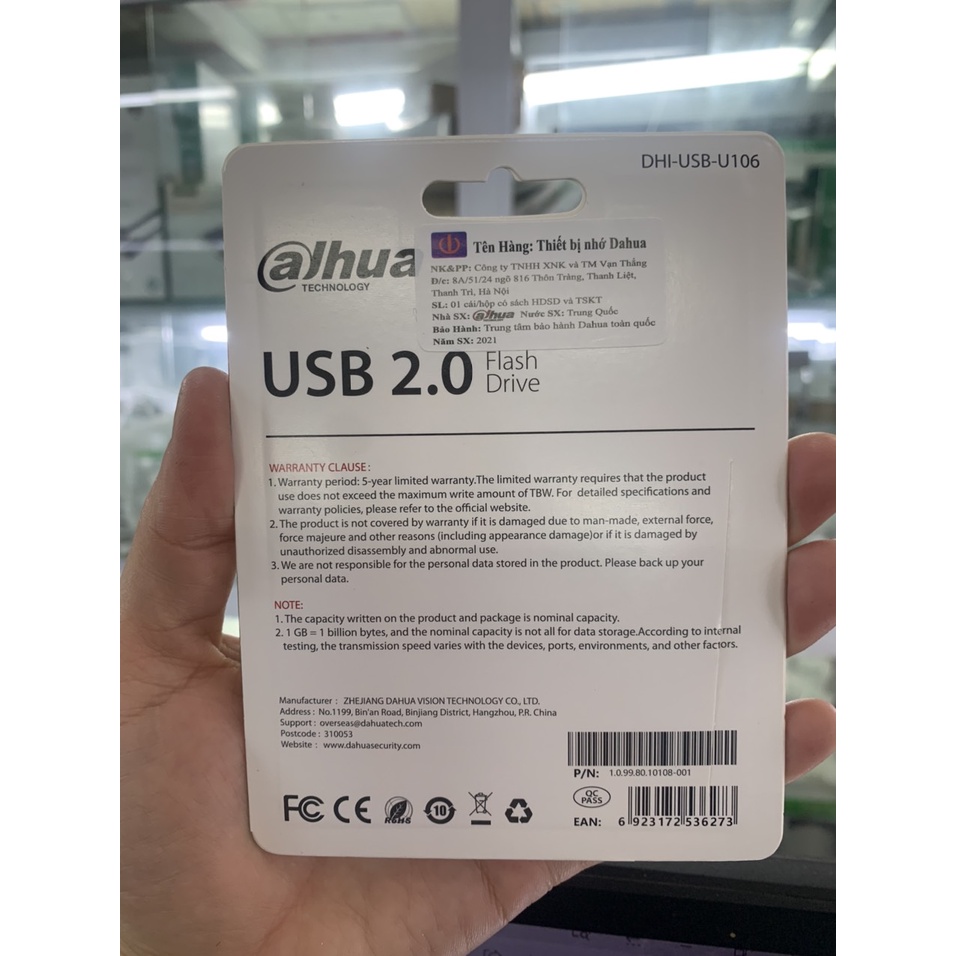 DHI-USB-U106
alhua
TECHNOLOGY
Tên Hàng: Thiết bị nhớ Dahua
NK&PP: Công ty TNHH XNK và TM Vạn Thắng
Đ/c: 8A/51/24 ngõ 816 Thôn Tràng, Thanh Liệt,
Thanh Trì, Hà Nội
SL: 01 cái/hộp có sách HDSD và TSKT
Nhà SX: alhua Nước SX: Trung Quốc
Bảo Hành: Trung tâm bảo hành Dahua toàn quốc
Năm SX: 2021
USB 2.0 Flash
Drive
WARRANTY CLAUSE:
1. Warranty period: 5-year limited warranty.The limited warranty requires that the product
use does not exceed the maximum write amount of TBW. For detailed specifications and
warranty policies, please refer to the official website.
2. The product is not covered by warranty if it is damaged due to man-made, external force,
force majeure and other reasons (including appearance damage)or if it is damaged by
unauthorized disassembly and abnormal use.
3. We are not responsible for the personal data stored in the product. Please back up your
personal data.
NOTE:
1. The capacity written on the product and package is nominal capacity.
2. 1 GB = 1 billion bytes, and the nominal capacity is not all for data storage.According to internal
testing, the transmission speed varies with the devices, ports, environments, and other factors.
Manufacturer : ZHEJIANG DAHUA VISION TECHNOLOGY CO., LTD.
Address : No.1199, Bin'an Road, Binjiang District, Hangzhou, P.R. China
Support : overseas@dahuatech.com
Postcode : 310053
Website : www.dahuasecurity.com
P/N: 1.0.99.80.10108-001
FC CE RoHS 10
QC
PASS
EAN: 6 923172 536273